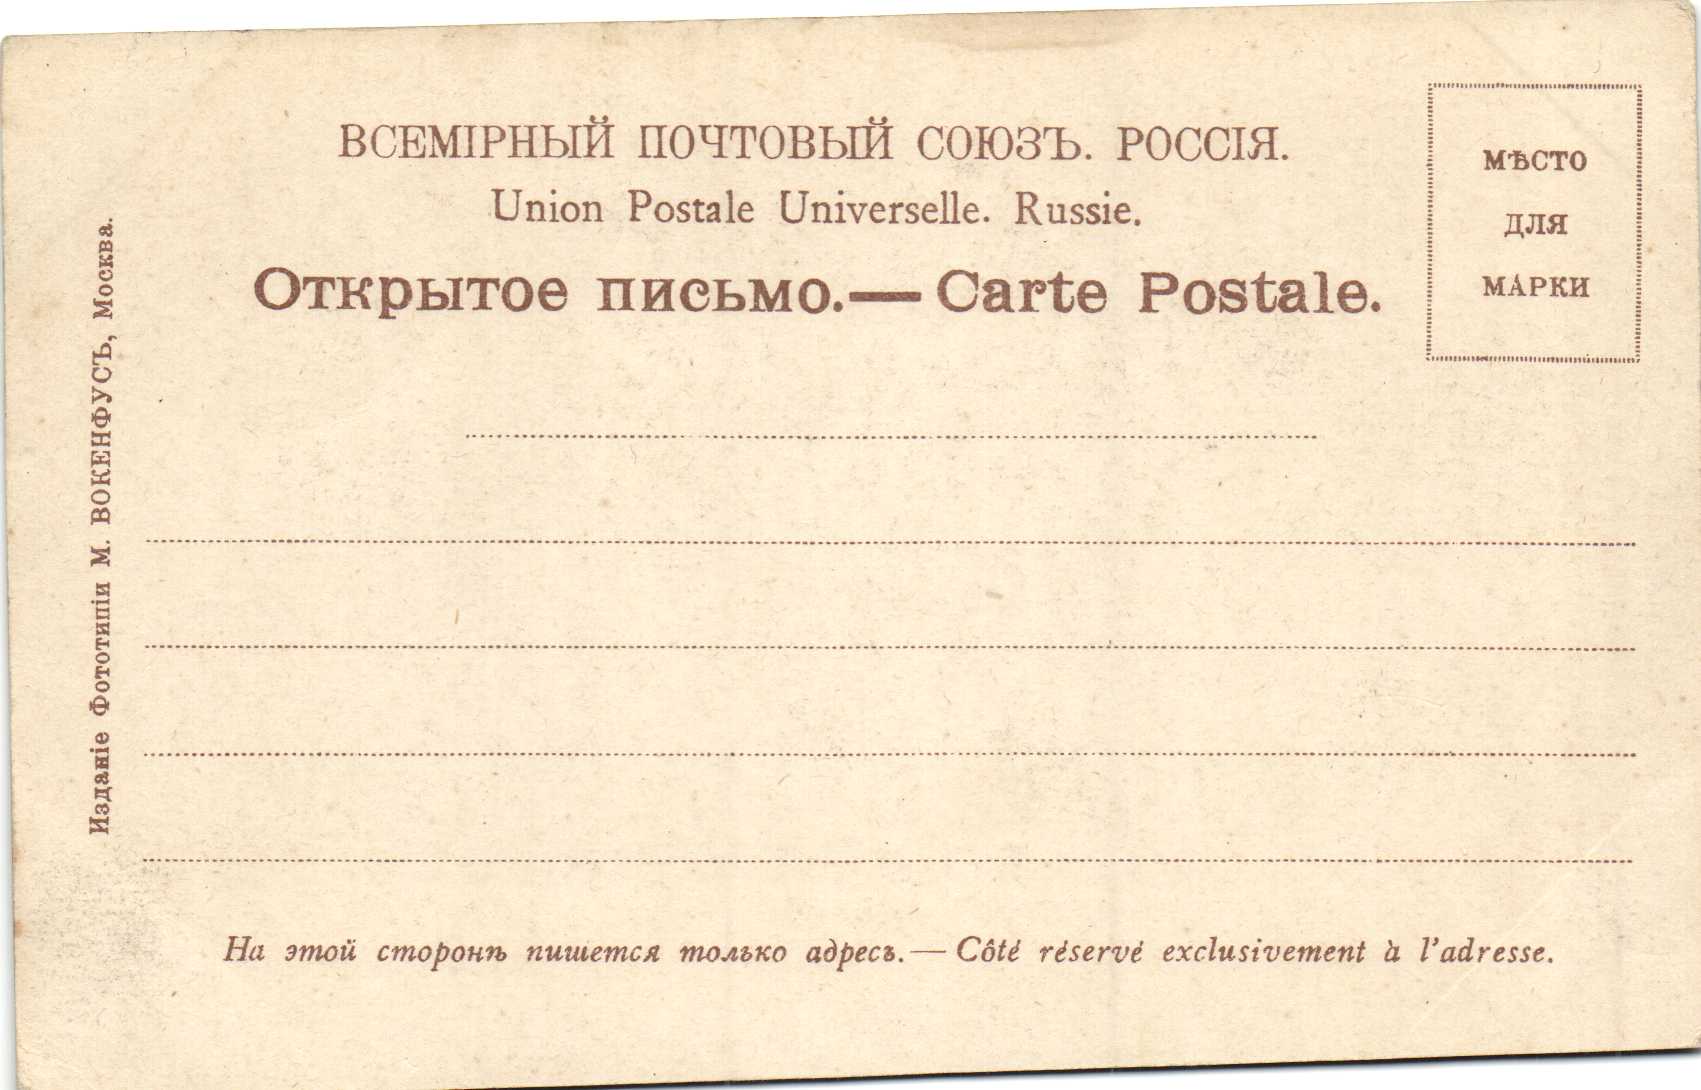 ВСЕМІРНЫЙ ПОЧТОВЫЙ СОЮЗЪ. РОССІЯ.
Union Postale Universelle. Russie.
Открытое письмо.— Carte Postale.
МѢСТО
ДЛЯ
МАРКИ
Изданіе Фототипіи М. ВОКЕНФУСЪ, Москва.
На этой сторонѣ пишется только адресъ.— Côté réservé exclusivement à l'adresse.